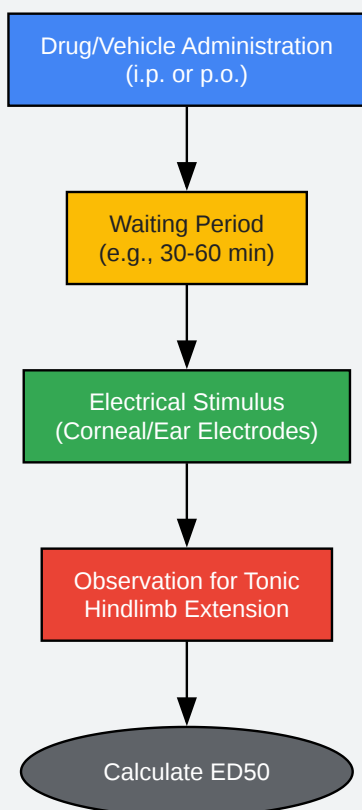 Drug/Vehicle Administration
(i.p. or p.o.)
Waiting Period
(e.g., 30-60 min)
Electrical Stimulus
(Corneal/Ear Electrodes)
Observation for Tonic
Hindlimb Extension
Calculate ED50